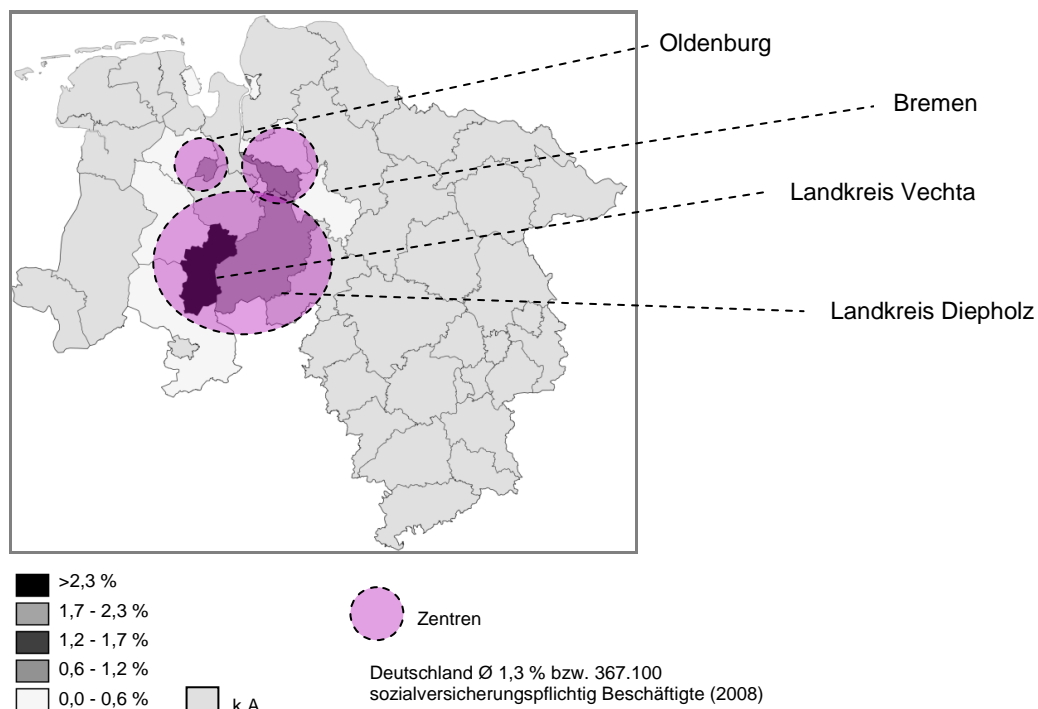 Oldenburg
Bremen
Landkreis Vechta
Landkreis Diepholz
>2,3 %
1,7 - 2,3 %
1,2 - 1,7 %
0,6 - 1,2 %
0,0 - 0,6 %
k.A.
Zentren
Deutschland Ø 1,3 % bzw. 367.100
sozialversicherungspflichtig Beschäftigte (2008)